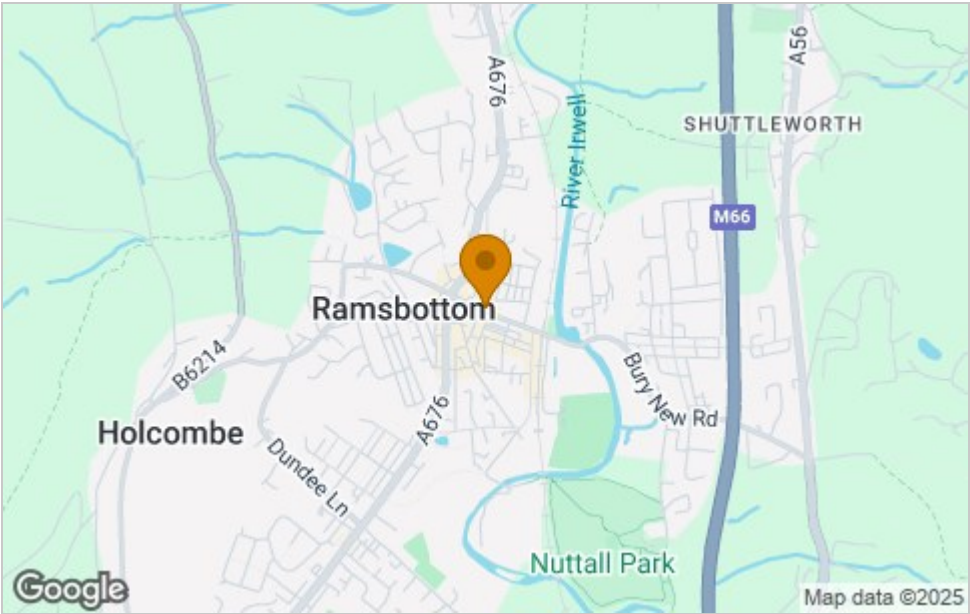 A676
A56
River Irwell
SHUTTLEWORTH
M66
Ramsbottom
B6214
Bury New Rd
A676
Holcombe
Dundee Ln
Nuttall Park
Google
Map data ©2025